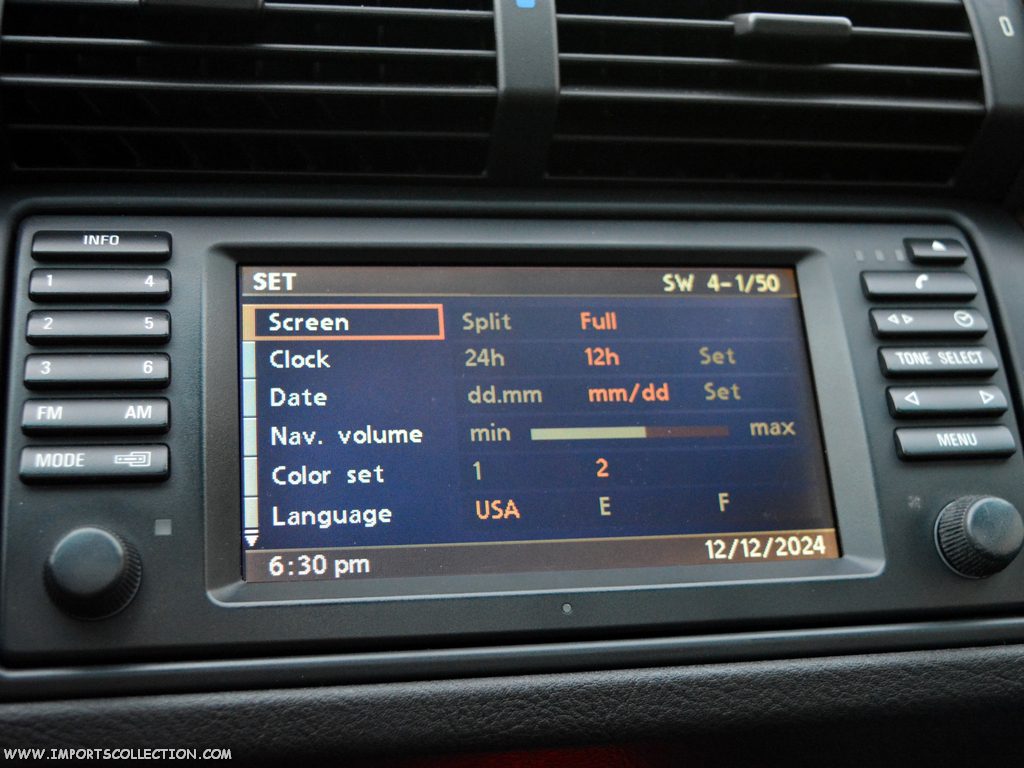 INFO
1 4
2 5
3 6
FM AM
MODE
SET SW 4-1/50
Screen Split Full
Clock 24h 12h Set
Date dd.mm mm/dd Set
Nav. volume min max
Color set 1 2
Language USA E F
6:30 pm 12/12/2024
TONE SELECT
MENU
0
WWW.IMPORTSCOLLECTION.COM